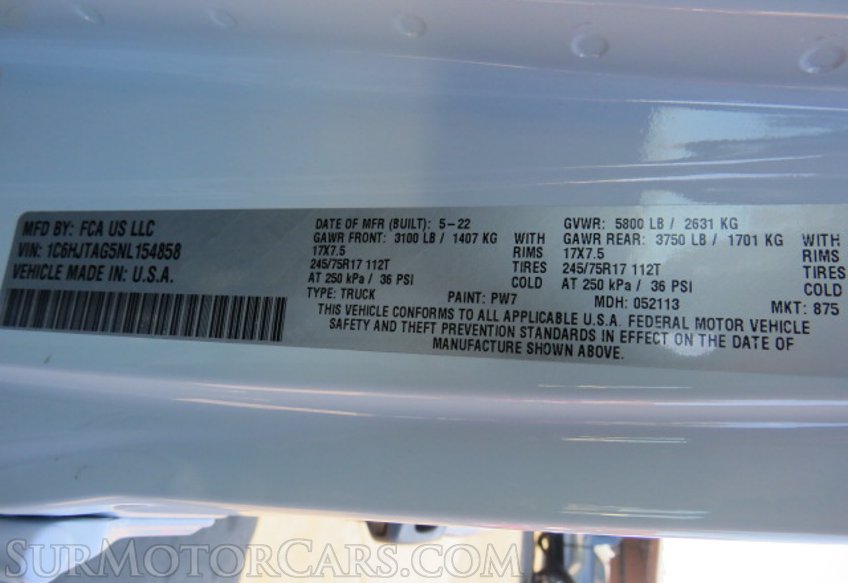 MFD BY: FCA US LLC
VIN: 1C6HJTAG5NL154858
VEHICLE MADE IN: U.S.A.
DATE OF MFR (BUILT): 5-22
GAWR FRONT: 3100 LB / 1407 KG WITH
17X7.5 RIMS
245/75R17 112T TIRES
AT 250 kPa / 36 PSI COLD
GVWR: 5800 LB / 2631 KG
GAWR REAR: 3750 LB / 1701 KG WITH
17X7.5 RIMS
245/75R17 112T TIRES
AT 250 kPa / 36 PSI COLD
TYPE: TRUCK PAINT: PW7 MDH: 052113 MKT: 875
THIS VEHICLE CONFORMS TO ALL APPLICABLE U.S.A. FEDERAL MOTOR VEHICLE
SAFETY AND THEFT PREVENTION STANDARDS IN EFFECT ON THE DATE OF
MANUFACTURE SHOWN ABOVE.
SURMOTORCARS.COM